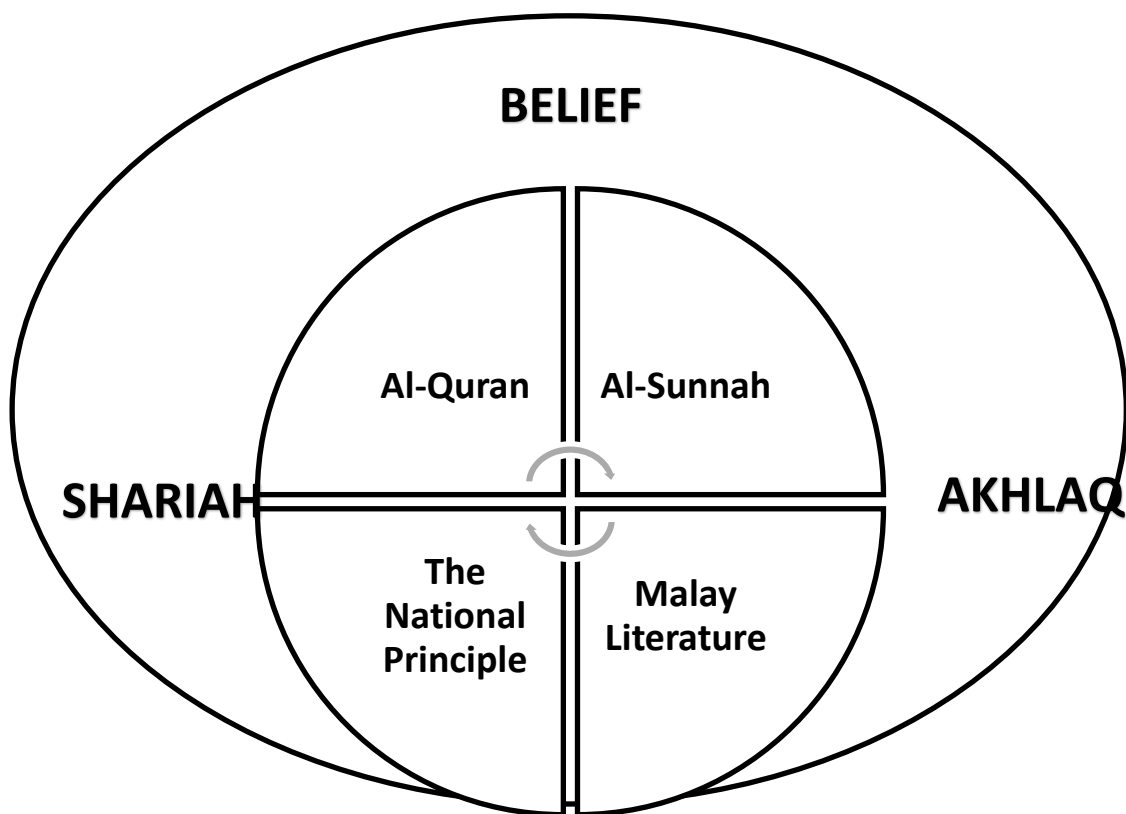 BELIEF
Al-Quran
Al-Sunnah
SHARIAH
AKHLAQ
The
National
Principle
Malay
Literature